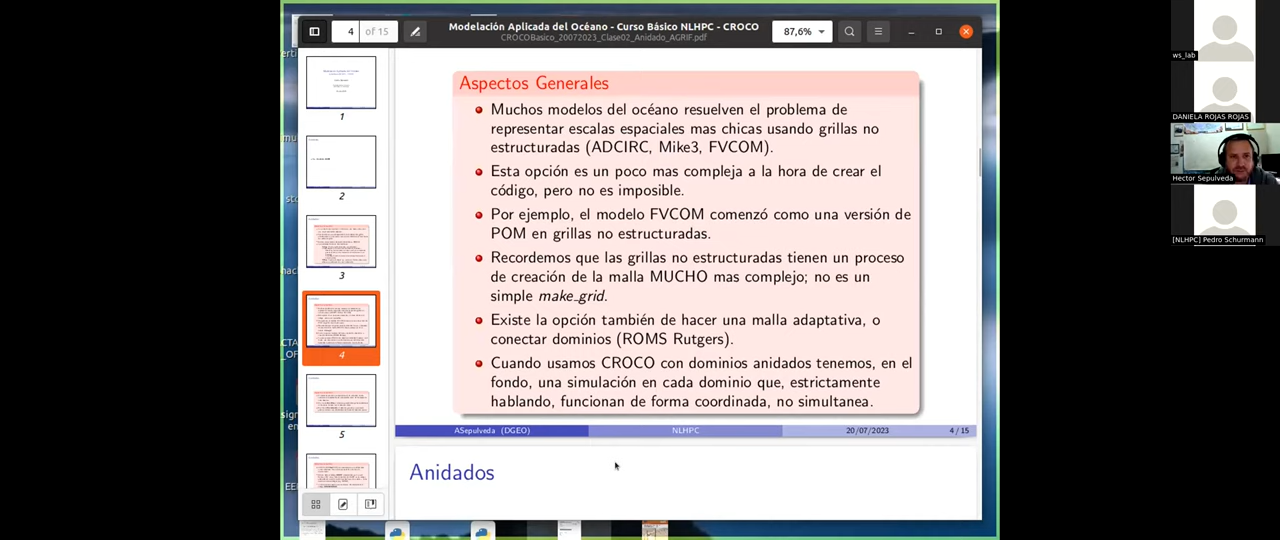 4 of 15
Modelación Aplicada del Océano - Curso Básico NLHPC - CROCO
CROCOBasico_20072023_Clase02_Anidado_AGRIF.pdf
87,6%
1
2
3
4
5
Aspectos Generales
Muchos modelos del océano resuelven el problema de
representar escalas espaciales mas chicas usando grillas no
estructuradas (ADCIRC, Mike3, FVCOM).
Esta opción es un poco mas compleja a la hora de crear el
código, pero no es imposible.
Por ejemplo, el modelo FVCOM comenzó como una versión de
POM en grillas no estructuradas.
Recordemos que las grillas no estructuradas tienen un proceso
de creación de la malla MUCHO mas complejo; no es un
simple make_grid.
Existe la opción también de hacer una malla adaptativa, o
conectar dominios (ROMS Rutgers).
Cuando usamos CROCO con dominios anidados tenemos, en el
fondo, una simulación en cada dominio que, estrictamente
hablando, funcionan de forma coordinada, no simultanea.
ASepulveda (DGEO) NLHPC 20/07/2023 4 / 15
Anidados
ws_lab
DANIELA ROJAS ROJAS
Hector Sepulveda
[NLHPC] Pedro Schurmann